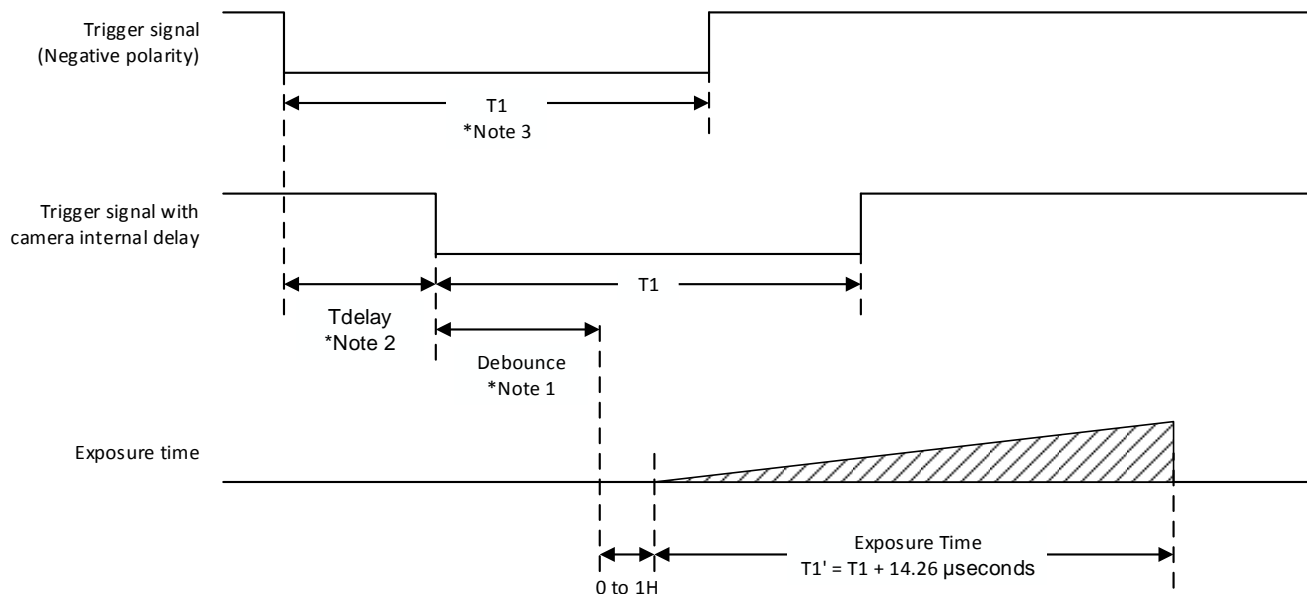 Trigger signal
(Negative polarity)
T1
*Note 3
Trigger signal with
camera internal delay
T1
Tdelay
*Note 2
Debounce
*Note 1
Exposure time
0 to 1H
Exposure Time
T1' = T1 + 14.26 µseconds